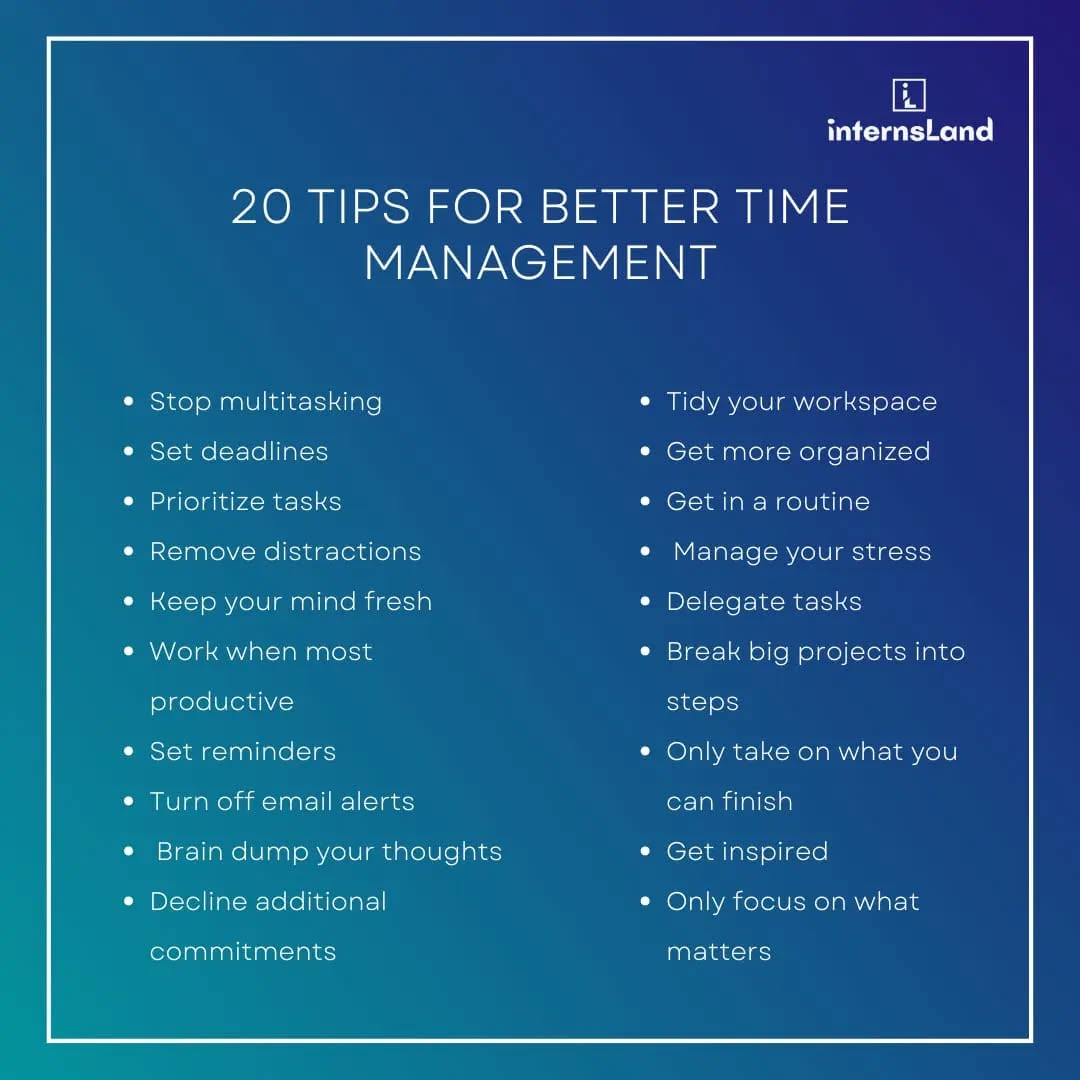 iL
internsLand
20 TIPS FOR BETTER TIME
MANAGEMENT
• Stop multitasking
• Set deadlines
• Prioritize tasks
• Remove distractions
• Keep your mind fresh
• Work when most
productive
• Set reminders
• Turn off email alerts
• Brain dump your thoughts
• Decline additional
commitments
• Tidy your workspace
• Get more organized
• Get in a routine
• Manage your stress
• Delegate tasks
• Break big projects into
steps
• Only take on what you
can finish
• Get inspired
• Only focus on what
matters